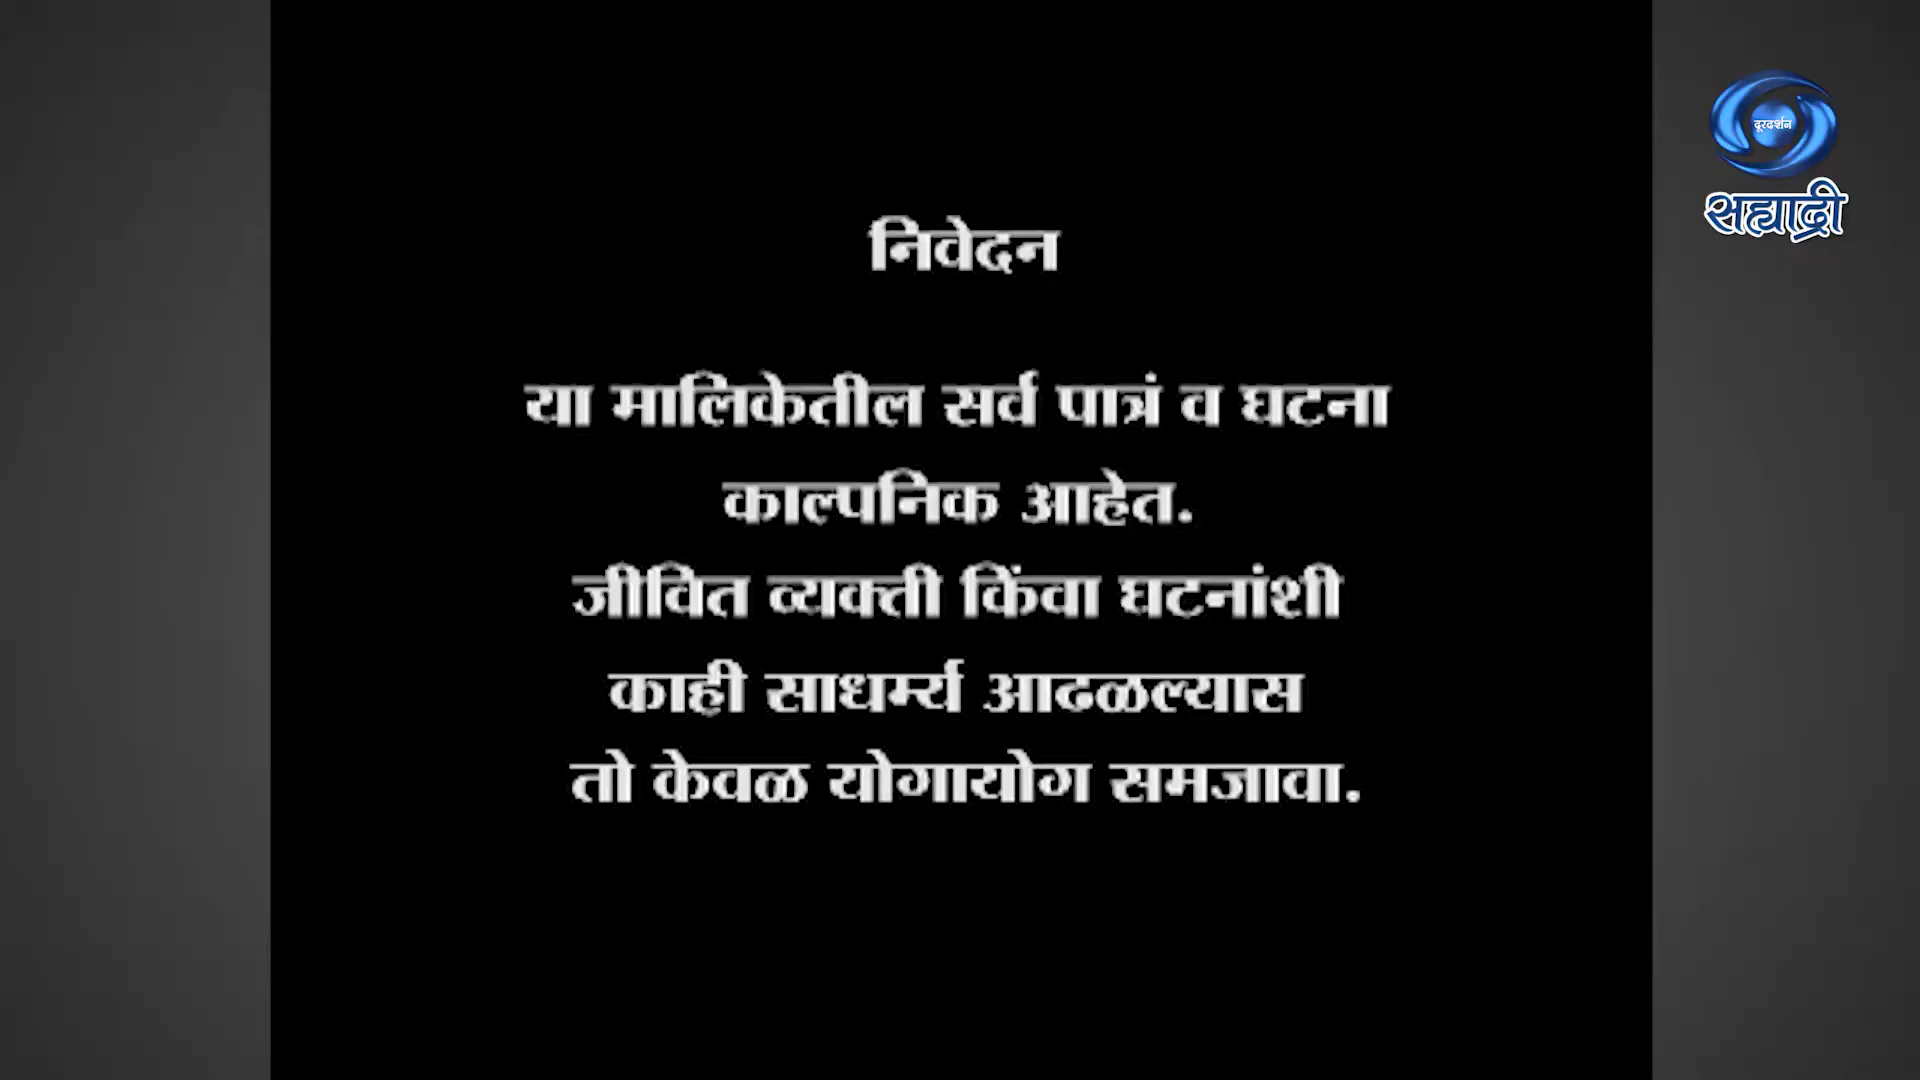 दूरदर्शन
सह्याद्री
निवेदन
या मालिकेतील सर्व पात्रं व घटना
काल्पनिक आहेत.
जीवित व्यक्ती किंवा घटनांशी
काही साधर्म्य आढळल्यास
तो केवळ योगायोग समजावा.